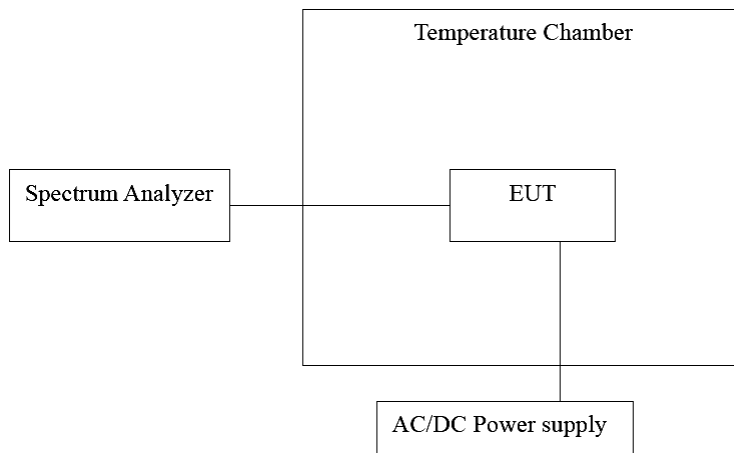 Temperature Chamber
Spectrum Analyzer
EUT
AC/DC Power supply